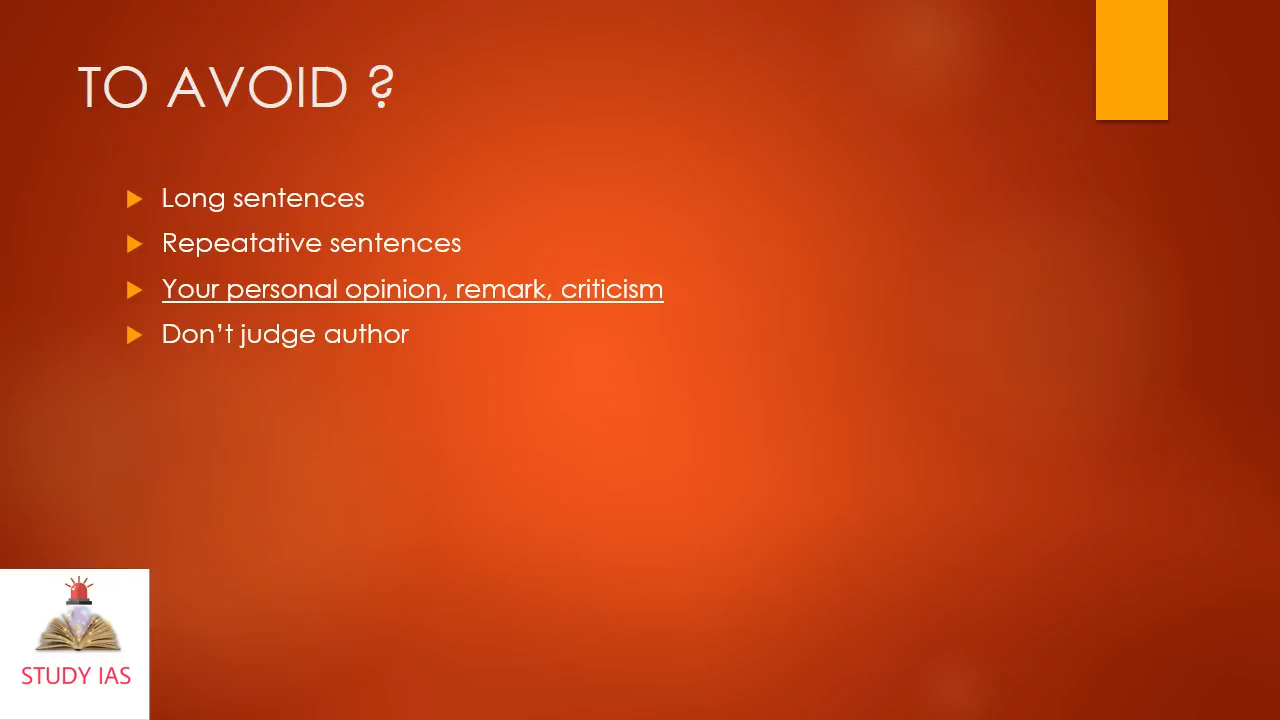 TO AVOID ?
Long sentences
Repeatative sentences
Your personal opinion, remark, criticism
Don’t judge author
STUDY IAS